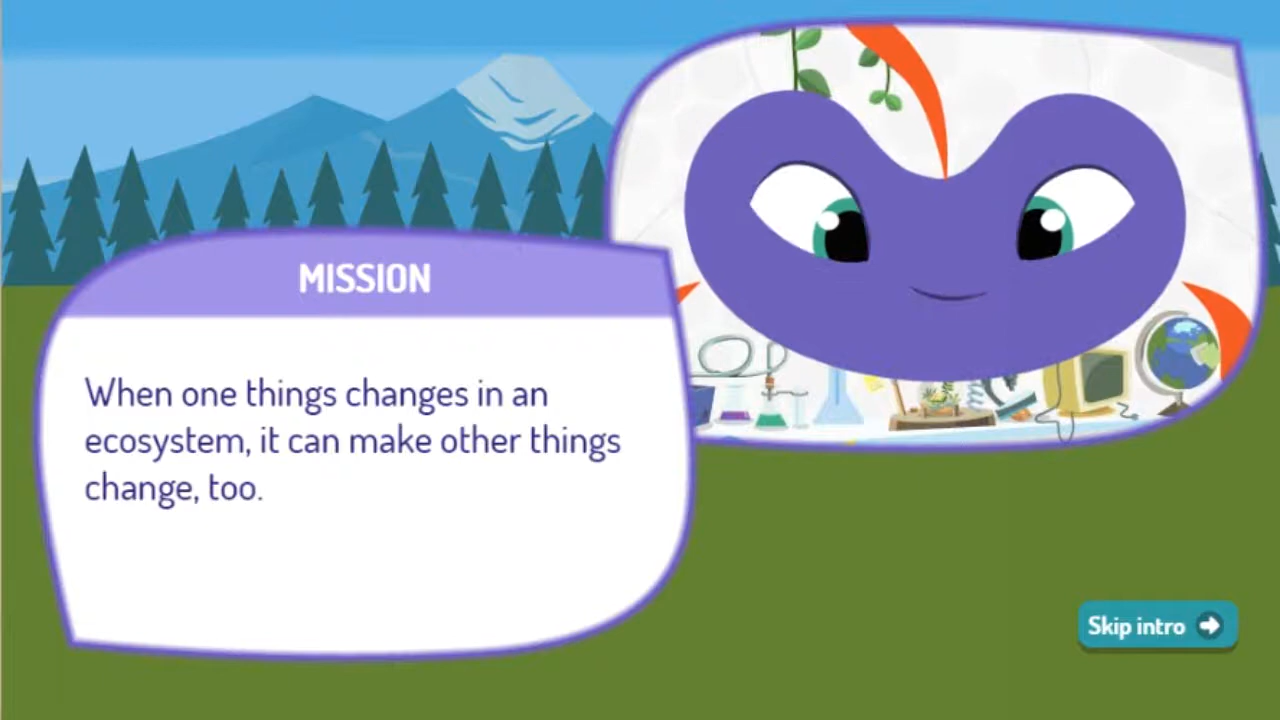 MISSION
When one things changes in an
ecosystem, it can make other things
change, too.
Skip intro